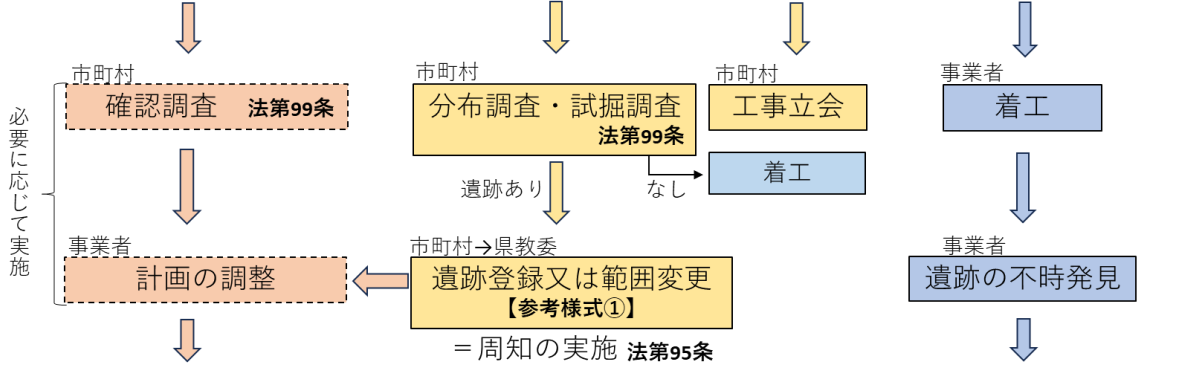 市町村
確認調査 法第99条
市町村
分布調査・試掘調査
法第99条
市町村
工事立会
事業者
着工
必要に応じて実施
遺跡あり
なし
着工
事業者
計画の調整
市町村→県教委
遺跡登録又は範囲変更
【参考様式①】
＝周知の実施 法第95条
事業者
遺跡の不時発見